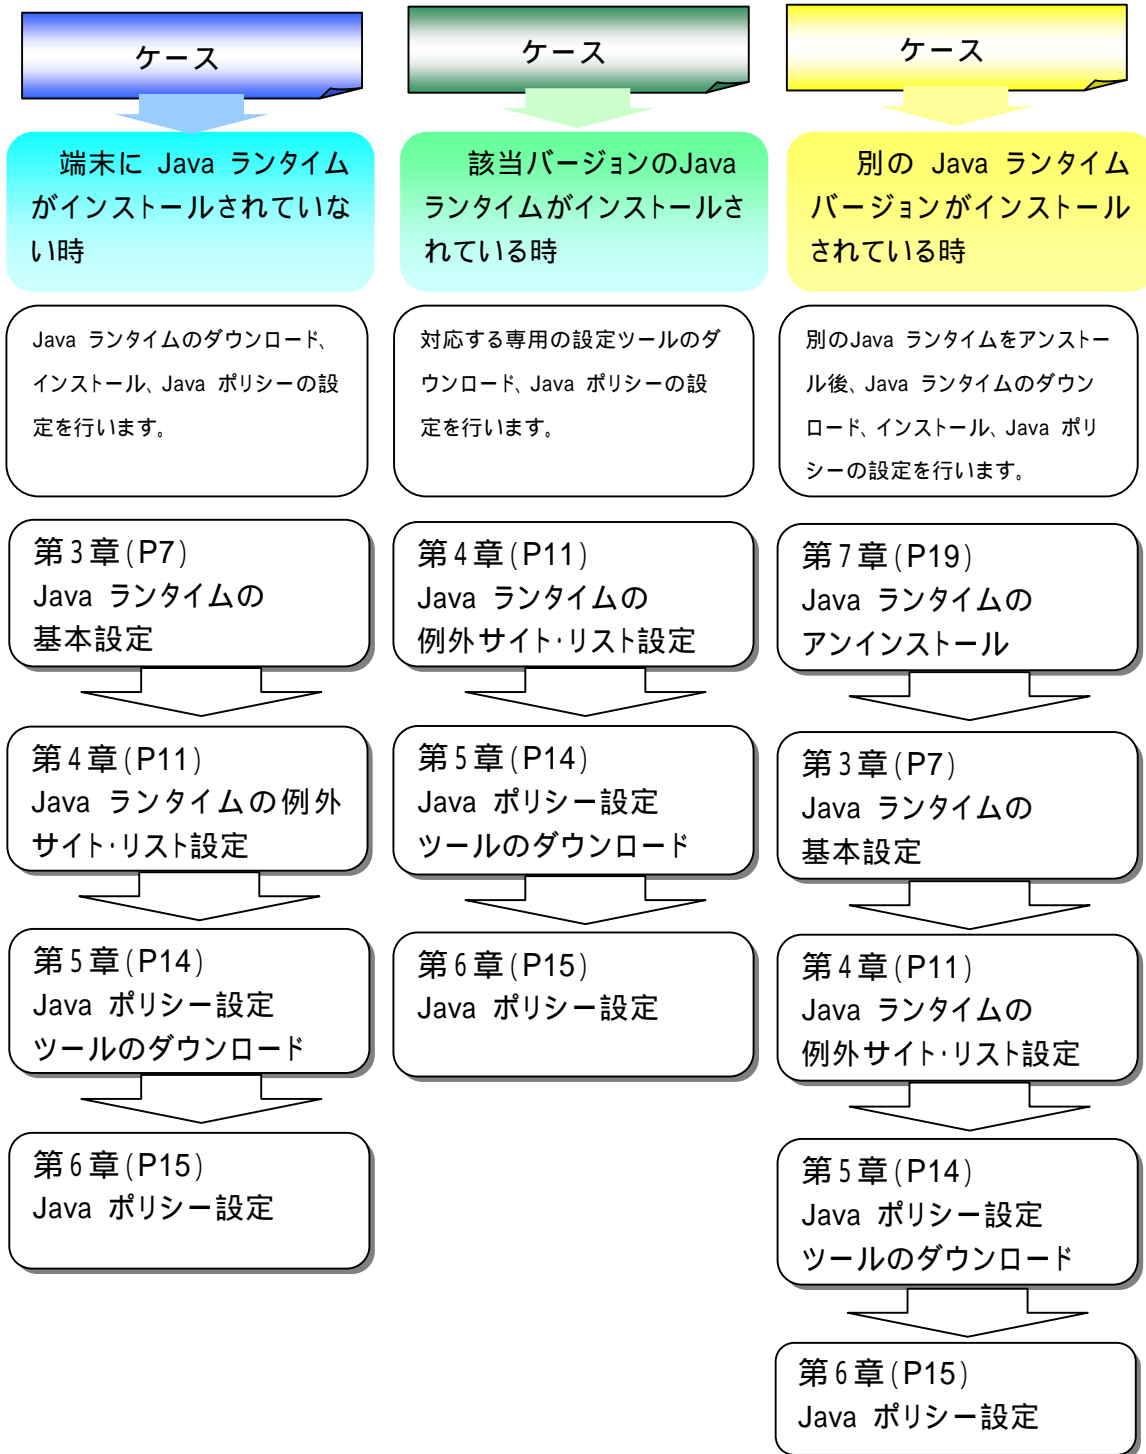 ケース
端末に Java ランタイム
がインストールされていな
い時
Java ランタイムのダウンロード、
インストール、Java ポリシーの設
定を行います。
第3章(P7)
Java ランタイムの
基本設定
第4章(P11)
Java ランタイムの例外
サイト・リスト設定
第5章(P14)
Java ポリシー設定
ツールのダウンロード
第6章(P15)
Java ポリシー設定
ケース
該当バージョンのJava
ランタイムがインストールさ
れている時
対応する専用の設定ツールのダ
ウンロード、Java ポリシーの設
定を行います。
第4章(P11)
Java ランタイムの
例外サイト・リスト設定
第5章(P14)
Java ポリシー設定
ツールのダウンロード
第6章(P15)
Java ポリシー設定
ケース
別の Java ランタイム
バージョンがインストール
されている時
別のJava ランタイムをアンストー
ル後、Java ランタイムのダウン
ロード、インストール、Java ポリ
シーの設定を行います。
第7章(P19)
Java ランタイムの
アンインストール
第3章(P7)
Java ランタイムの
基本設定
第4章(P11)
Java ランタイムの
例外サイト・リスト設定
第5章(P14)
Java ポリシー設定
ツールのダウンロード
第6章(P15)
Java ポリシー設定